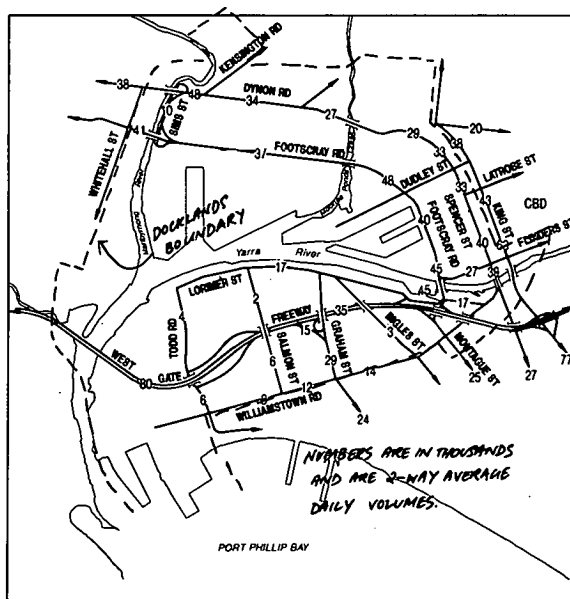 KENSINGTON RD
38
48
DYNON RD
34
27
29
20
SIMS ST
41
FOOTSCRAY RD
37
48
WHITEHALL ST
DUDLEY ST
33
38
LATROBE ST
33
43
CBD
KING ST
SPENCER ST
FOOTSCRAY RD
40
40
63
FLINDERS ST
DOCKLANDS
BOUNDARY
Yarra River
27
39
45
45
17
17
LORIMER ST
2
4
TODD RD
FREEWAY
35
15
SALMON ST
GRAHAM ST
INGLES ST
3
MONTAGUE ST
25
27
77
WEST
GATE
80
6
6
29
8
12
14
WILLIAMSTOWN RD
24
NUMBERS ARE IN THOUSANDS
AND ARE 2-WAY AVERAGE
DAILY VOLUMES.
PORT PHILLIP BAY